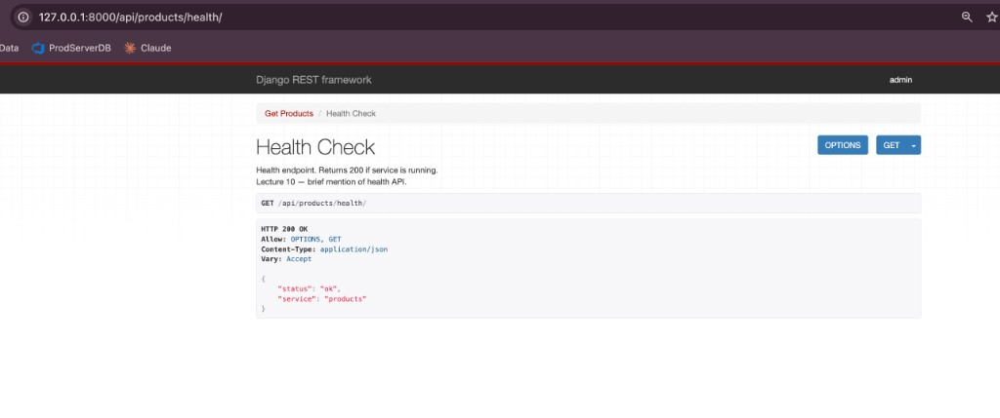 127.0.0.1:8000/api/products/health/
Data ProdServerDB Claude
Django REST framework admin
Get Products / Health Check
Health Check OPTIONS GET
Health endpoint. Returns 200 if service is running.
Lecture 10 — brief mention of health API.
GET /api/products/health/
HTTP 200 OK
Allow: OPTIONS, GET
Content-Type: application/json
Vary: Accept
{
"status": "ok",
"service": "products"
}